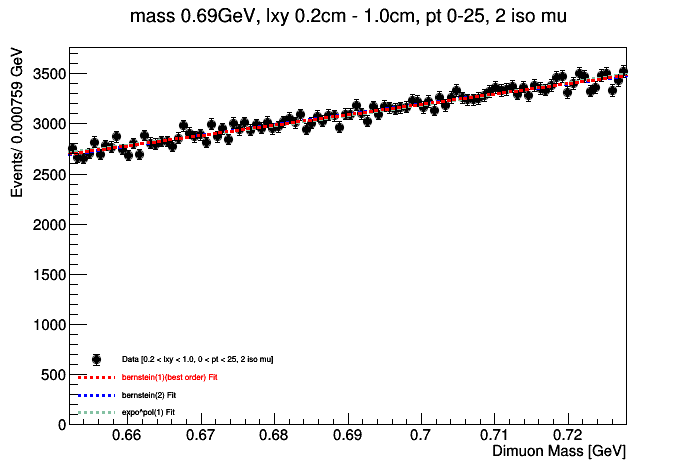 mass 0.69GeV, lxy 0.2cm - 1.0cm, pt 0-25, 2 iso mu
Events/ 0.000759 GeV
3500
3000
2500
2000
1500
1000
500
0
Data [0.2 < lxy < 1.0, 0 < pt < 25, 2 iso mu]
bernstein(1)(best order) Fit
bernstein(2) Fit
expo^pol(1) Fit
0.66 0.67 0.68 0.69 0.7 0.71 0.72
Dimuon Mass [GeV]